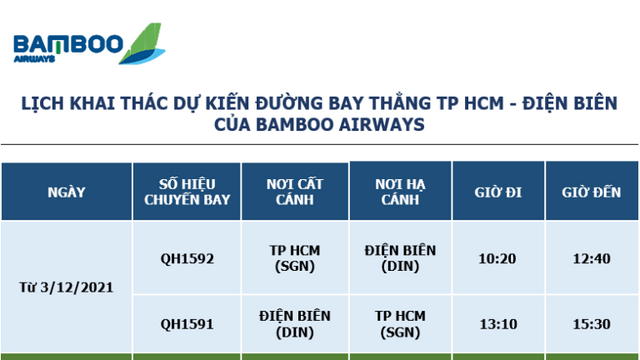 BAMBOO
AIRWAYS
LỊCH KHAI THÁC DỰ KIẾN ĐƯỜNG BAY THẲNG TP HCM - ĐIỆN BIÊN
CỦA BAMBOO AIRWAYS
NGÀY
SỐ HIỆU
CHUYẾN BAY
NƠI CẤT
CÁNH
NƠI HẠ
CÁNH
GIỜ ĐI
GIỜ ĐẾN
Từ 3/12/2021
QH1592
TP HCM
(SGN)
ĐIỆN BIÊN
(DIN)
10:20
12:40
QH1591
ĐIỆN BIÊN
(DIN)
TP HCM
(SGN)
13:10
15:30